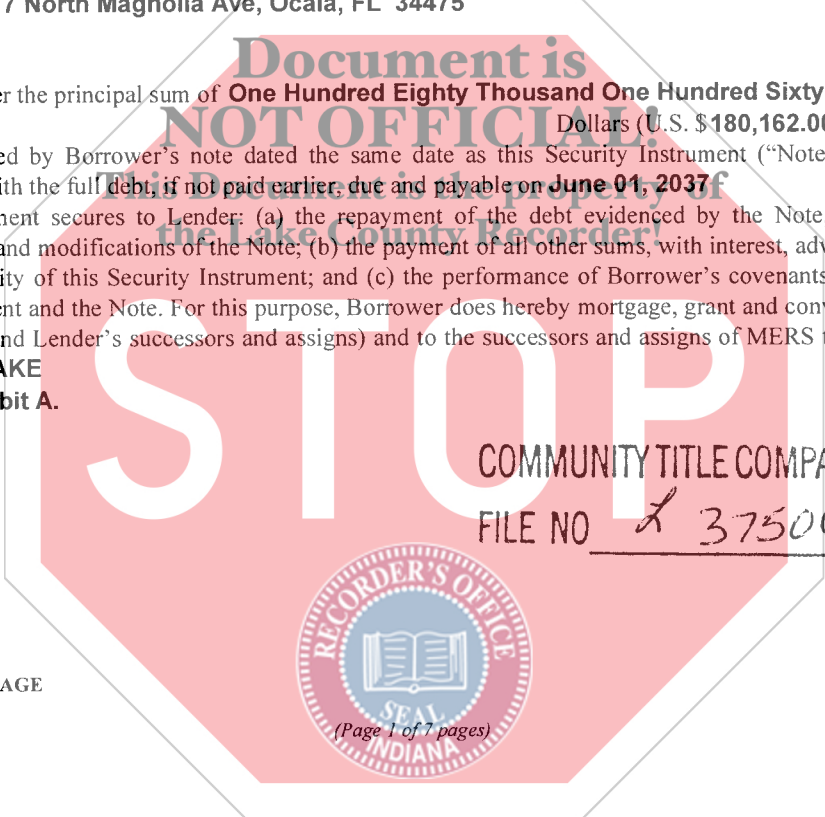 7 North Magnolia Ave, Ocala, FL 34475
Document is
er the principal sum of One Hundred Eighty Thousand One Hundred Sixty
NOT OFFICIAL!
Dollars (U.S. $180,162.00
ed by Borrower's note dated the same date as this Security Instrument (“Note
This Document is the property of
ith the full debt, if not paid earlier, due and payable on June 01, 2037
ment secures to Lender: (a) the repayment of the debt evidenced by the Note
the Lake County Recorder!
and modifications of the Note; (b) the payment of all other sums, with interest, adv
ity of this Security Instrument; and (c) the performance of Borrower's covenants
ent and the Note. For this purpose, Borrower does hereby mortgage, grant and conv
nd Lender's successors and assigns) and to the successors and assigns of MERS
AKE
bit A.
STOP
COMMUNITY TITLE COMPA
FILE NO L 3750
RECORDER'S OFFICE
SEAL
INDIANA
AGE
(Page 1 of 7 pages)